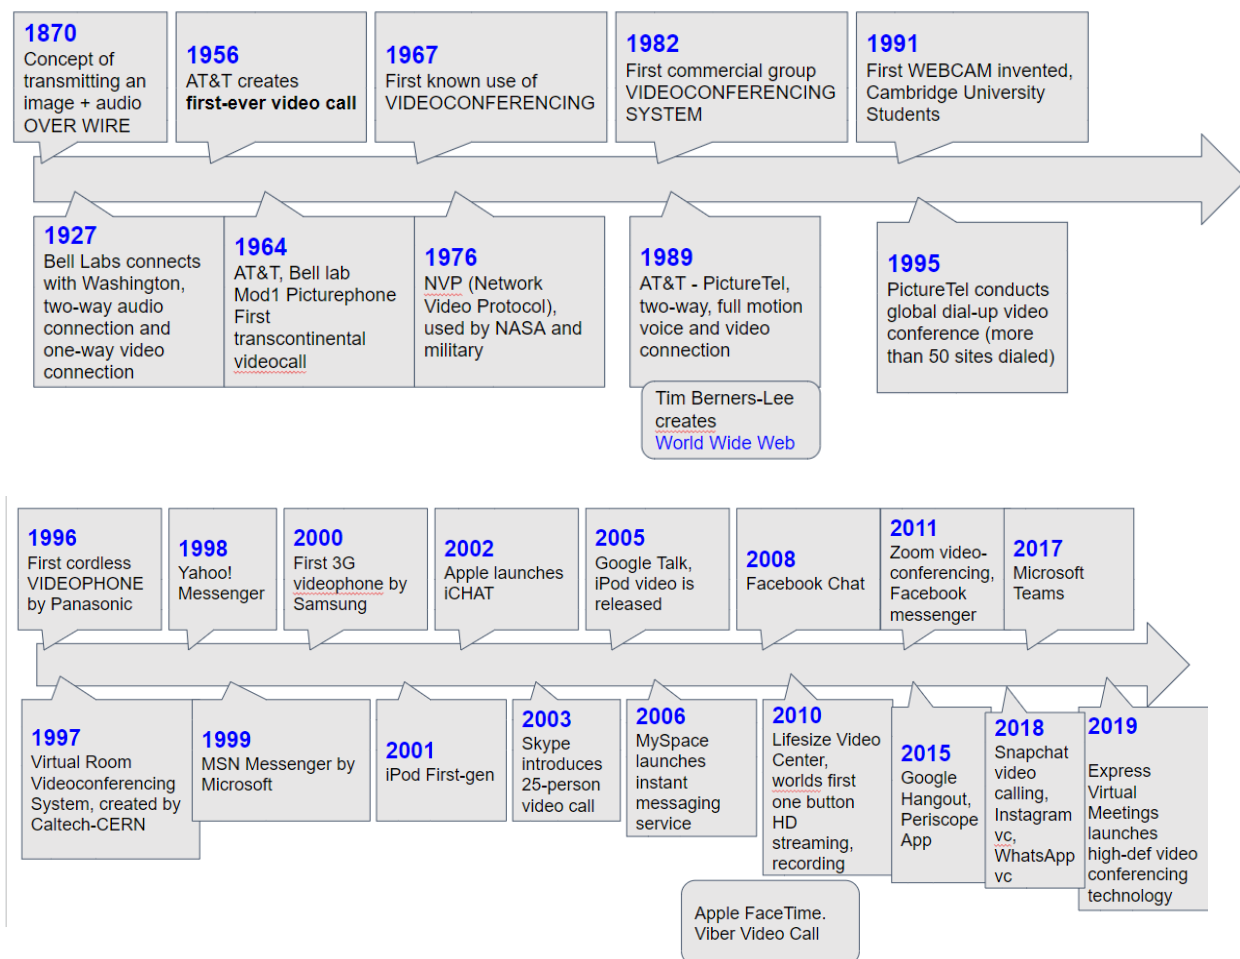 1870
Concept of
transmitting an
image + audio
OVER WIRE
1956
AT&T creates
first-ever video call
1967
First known use of
VIDEOCONFERENCING
1982
First commercial group
VIDEOCONFERENCING
SYSTEM
1991
First WEBCAM invented,
Cambridge University
Students
1927
Bell Labs connects
with Washington,
two-way audio
connection and
one-way video
connection
1964
AT&T, Bell lab
Mod1 Picturephone
First
transcontinental
videocall
1976
NVP (Network
Video Protocol),
used by NASA and
military
1989
AT&T - PictureTel,
two-way, full motion
voice and video
connection
Tim Berners-Lee
creates
World Wide Web
1995
PictureTel conducts
global dial-up video
conference (more
than 50 sites dialed)
1996
First cordless
VIDEOPHONE
by Panasonic
1998
Yahoo!
Messenger
2000
First 3G
videophone by
Samsung
2002
Apple launches
iCHAT
2005
Google Talk,
iPod video is
released
2008
Facebook Chat
2011
Zoom video-
conferencing,
Facebook
messenger
2017
Microsoft
Teams
1997
Virtual Room
Videoconferencing
System, created by
Caltech-CERN
1999
MSN Messenger by
Microsoft
2001
iPod First-gen
2003
Skype
introduces
25-person
video call
2006
MySpace
launches
instant
messaging
service
2010
Lifesize Video
Center,
worlds first
one button
HD
streaming,
recording
Apple FaceTime.
Viber Video Call
2015
Google
Hangout,
Periscope
App
2018
Snapchat
video
calling,
Instagram
vc,
WhatsApp
vc
2019
Express
Virtual
Meetings
launches
high-def video
conferencing
technology